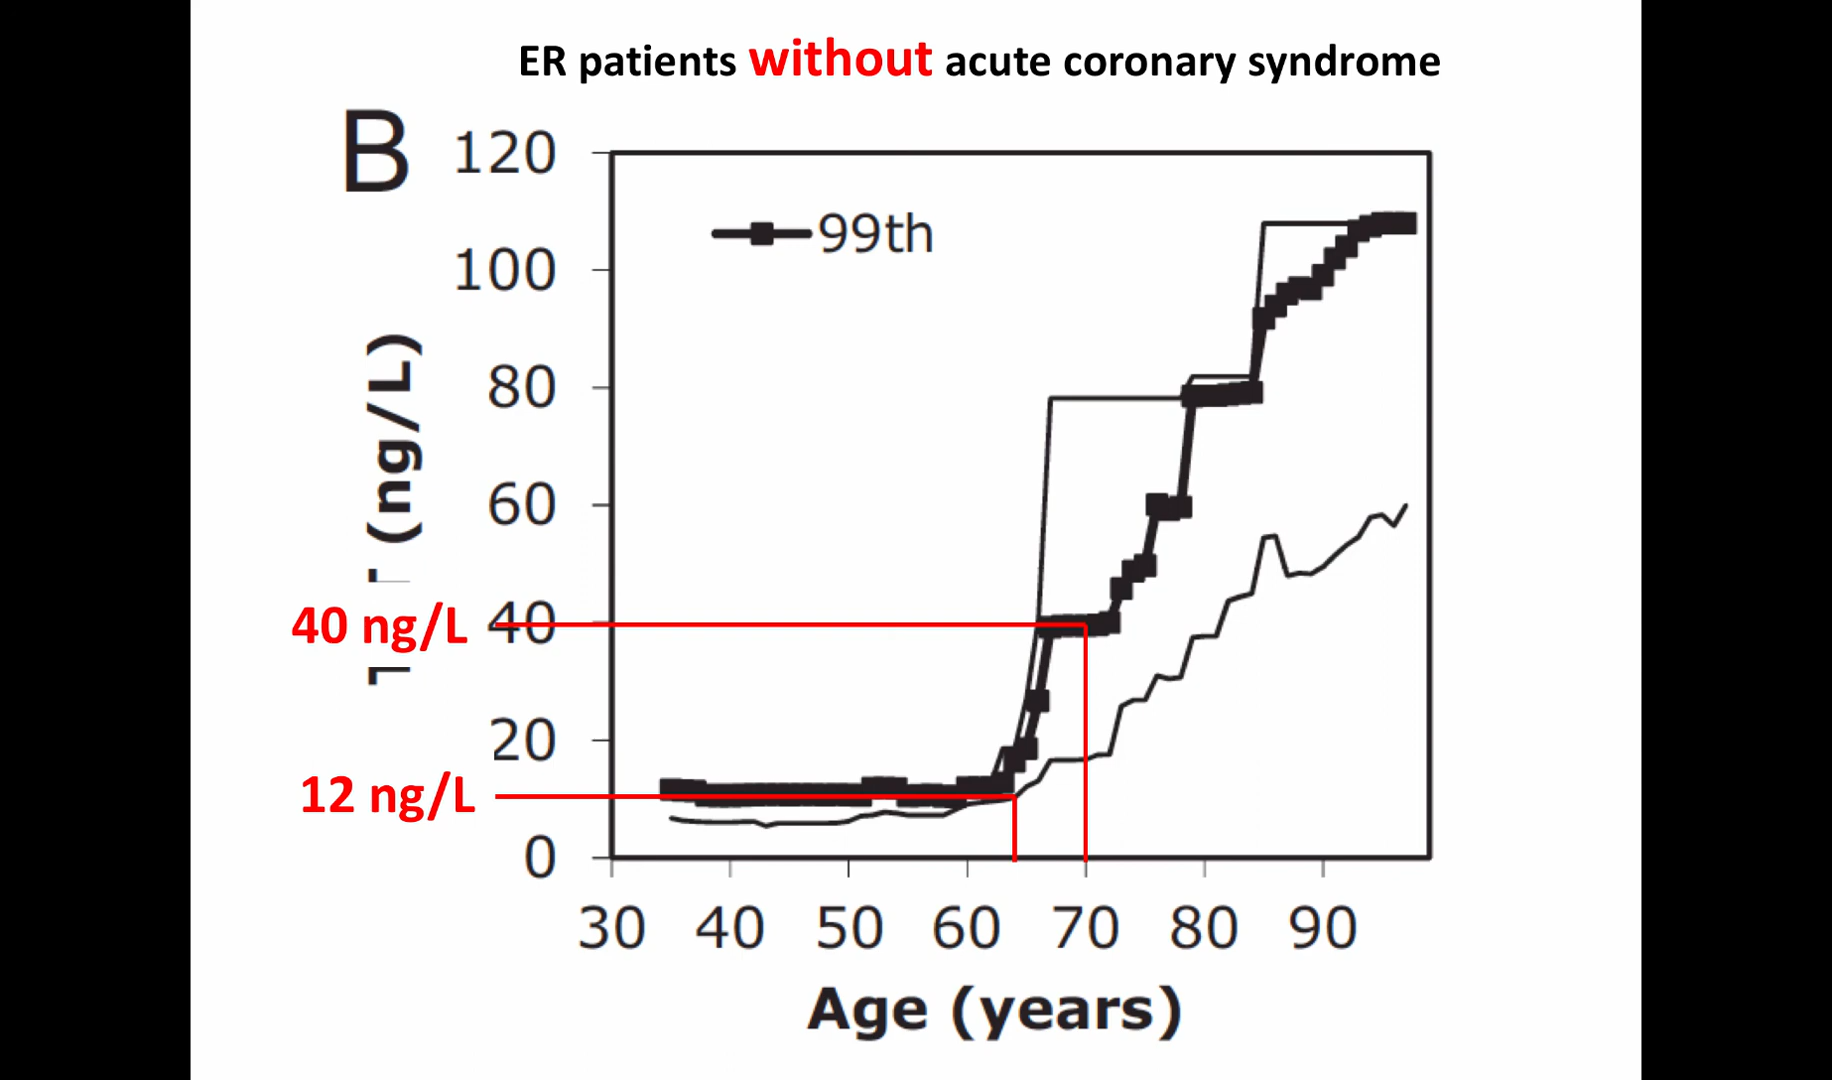 ER patients without acute coronary syndrome
B
120
99th
100
80
(ng/L)
60
40 ng/L
40
20
12 ng/L
0
30 40 50 60 70 80 90
Age (years)